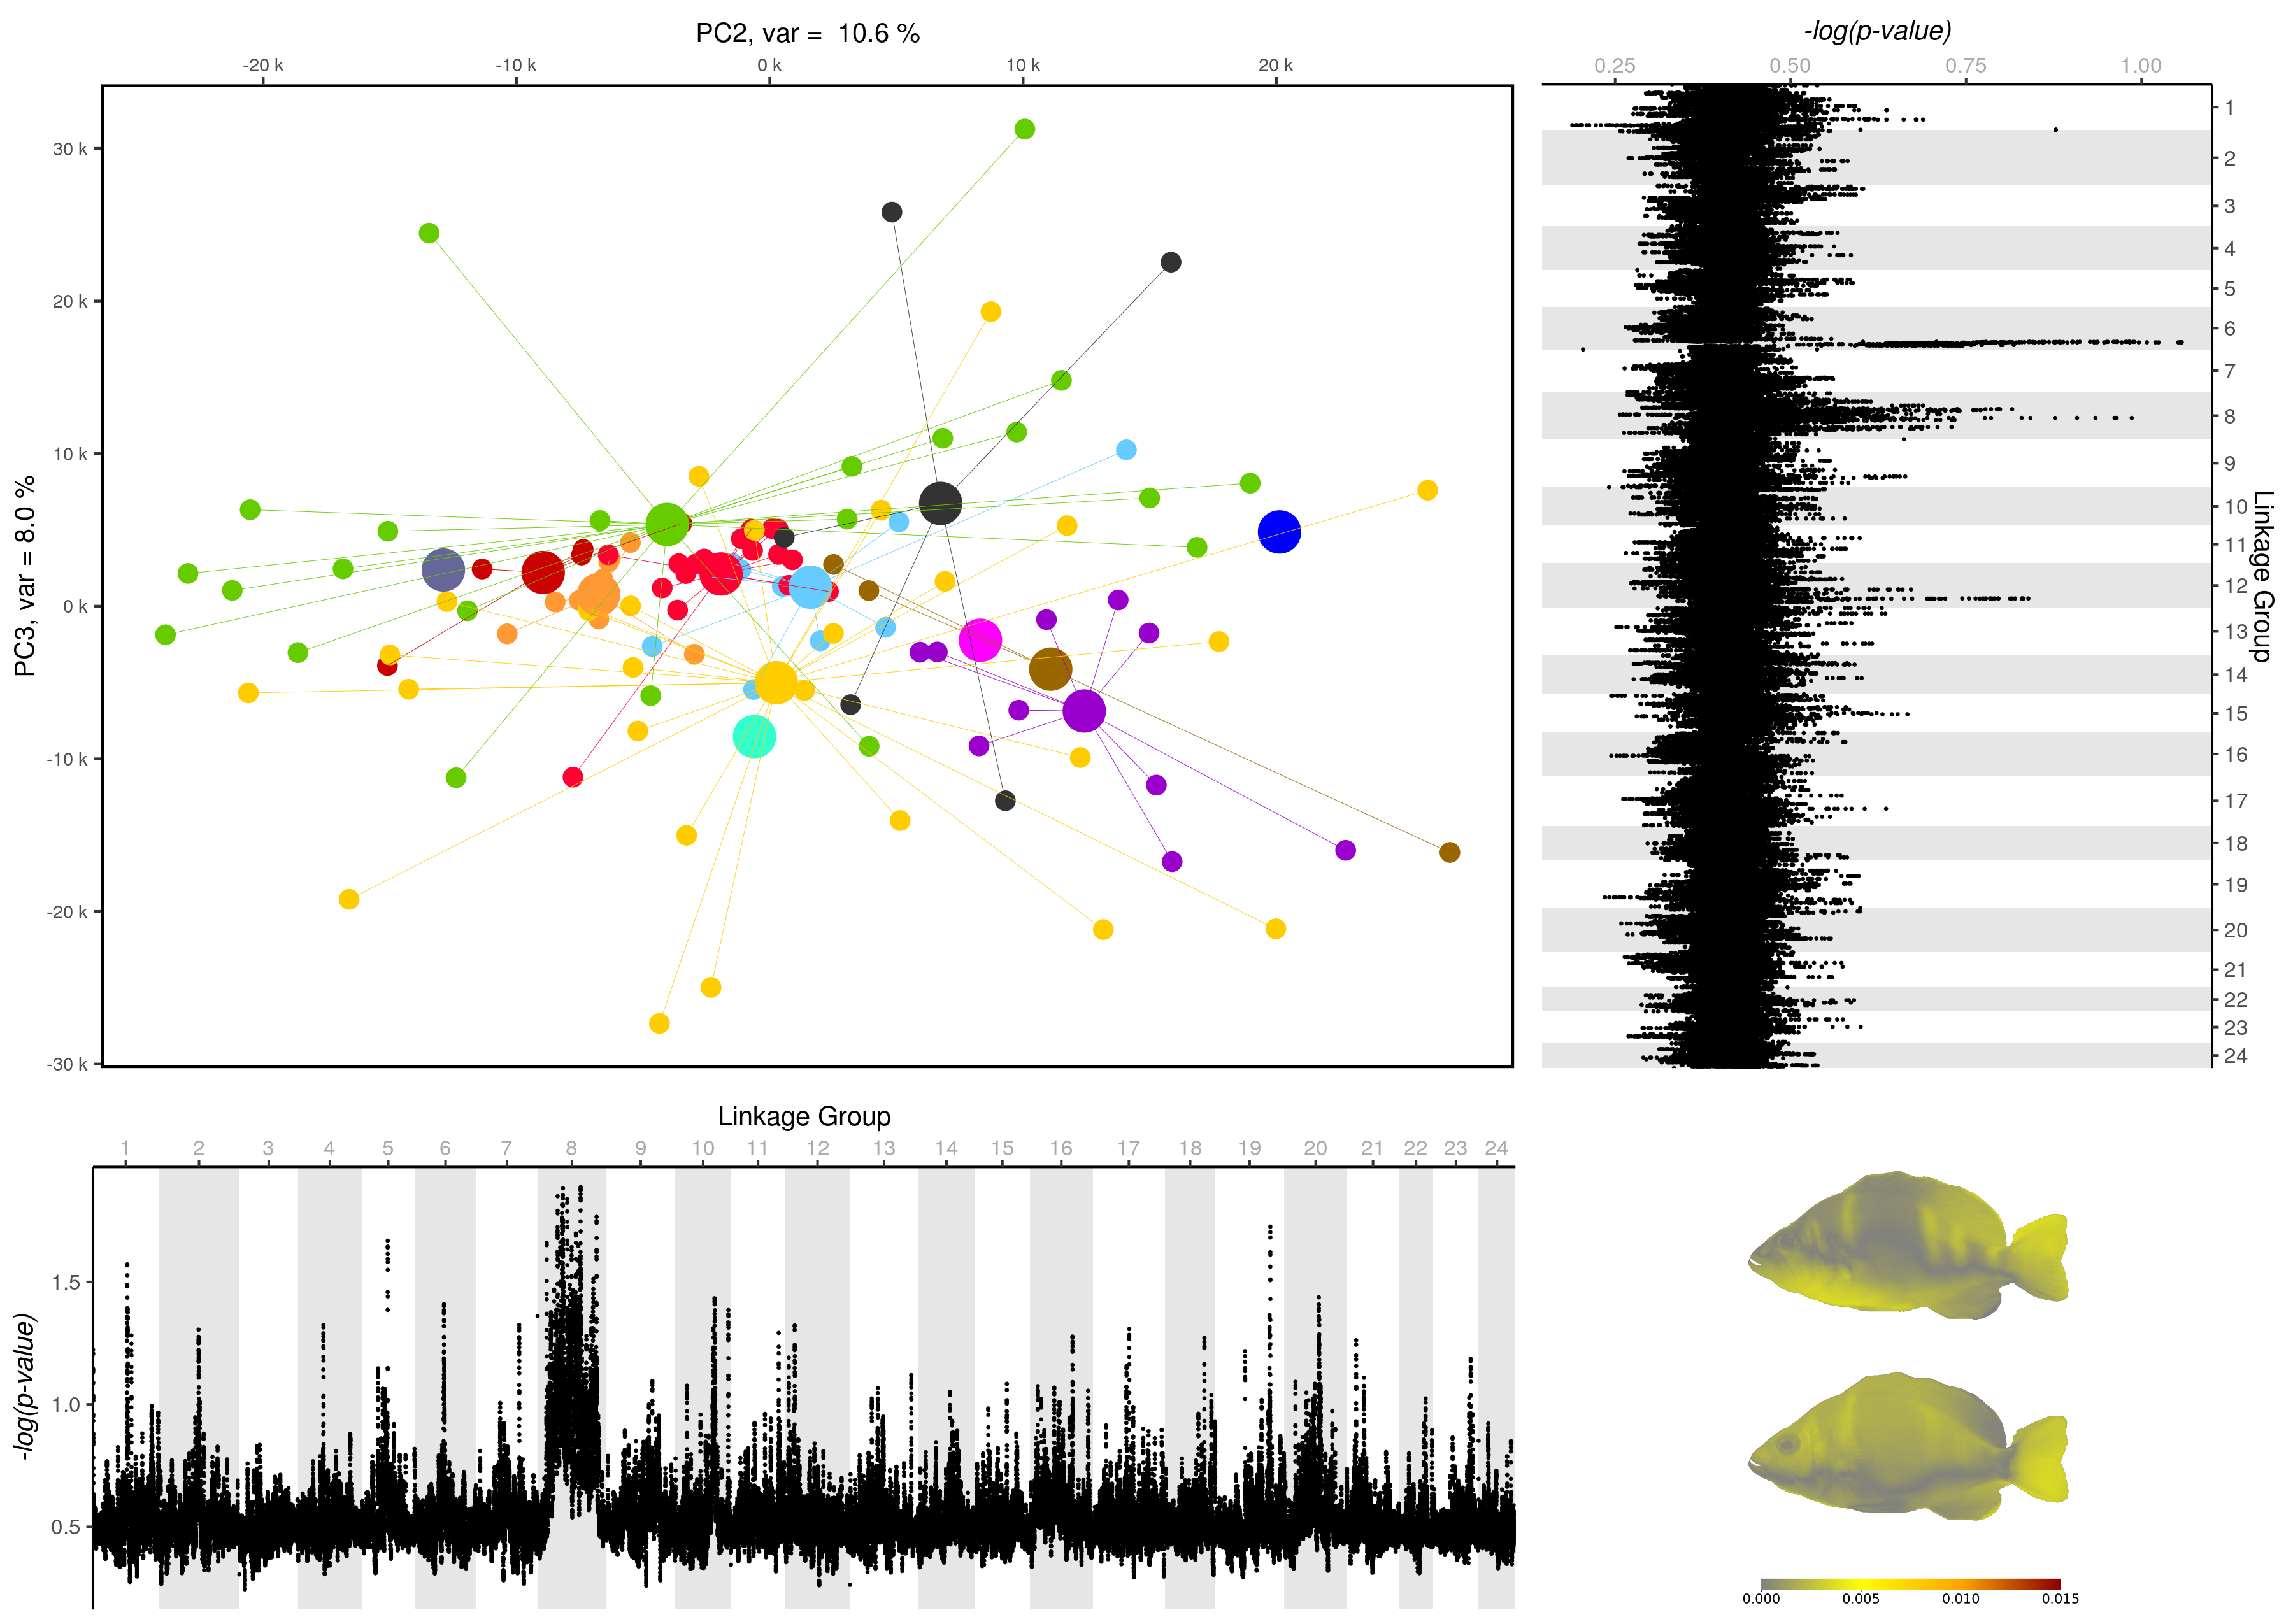 PC2, var =  10.6 %
-20 k -10 k 0 k 10 k 20 k
PC3, var = 8.0 %
30 k
20 k
10 k
0 k
-10 k
-20 k
-30 k
-log(p-value)
0.25 0.50 0.75 1.00
1
2
3
4
5
6
7
8
9
10
11
12
13
14
15
16
17
18
19
20
21
22
23
24
Linkage Group
Linkage Group
1 2 3 4 5 6 7 8 9 10 11 12 13 14 15 16 17 18 19 20 21 22 23 24
-log(p-value)
1.5
1.0
0.5
0.000 0.005 0.010 0.015